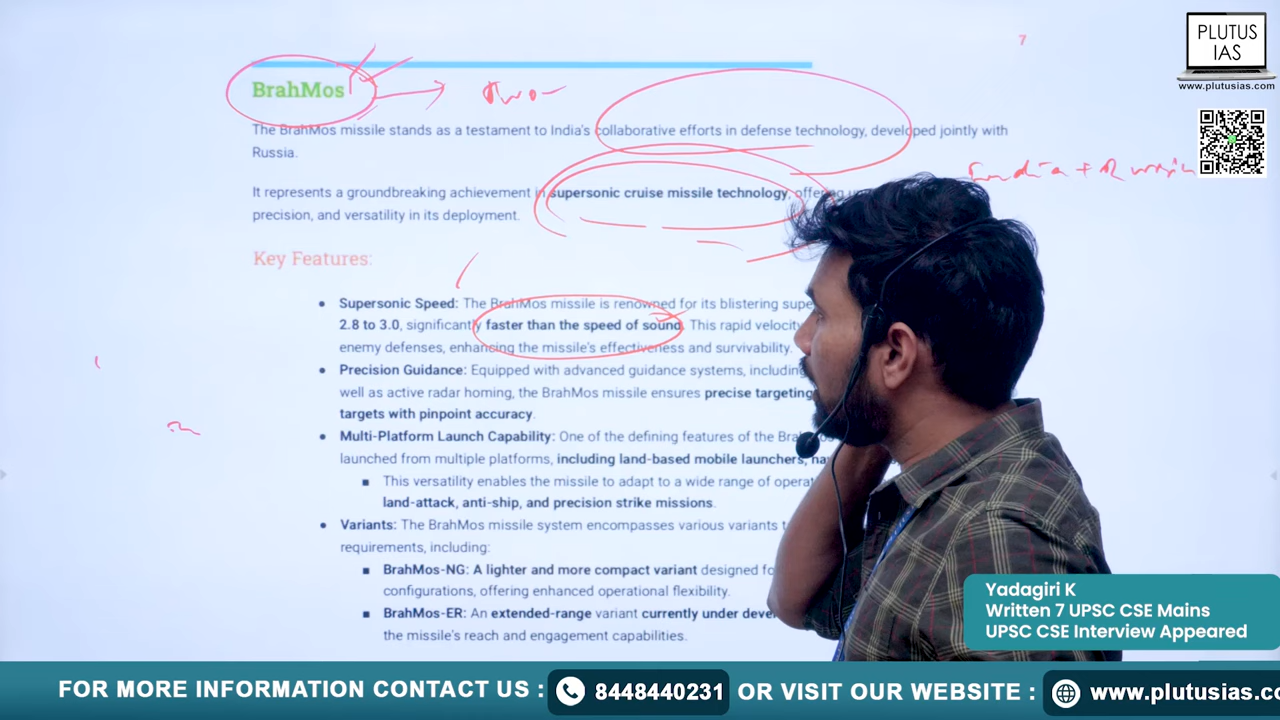 7
PLUTUS
IAS
www.plutusias.com
BrahMos
The BrahMos missile stands as a testament to India's collaborative efforts in defense technology, developed jointly with
Russia.
India + Russia
It represents a groundbreaking achievement in supersonic cruise missile technology, offering
precision, and versatility in its deployment.
Key Features:
• Supersonic Speed: The BrahMos missile is renowned for its blistering supe
2.8 to 3.0, significantly faster than the speed of sound. This rapid velocity
enemy defenses, enhancing the missile's effectiveness and survivability.
• Precision Guidance: Equipped with advanced guidance systems, including
well as active radar homing, the BrahMos missile ensures precise targeting
targets with pinpoint accuracy.
• Multi-Platform Launch Capability: One of the defining features of the BrahMos
launched from multiple platforms, including land-based mobile launchers, na
▪ This versatility enables the missile to adapt to a wide range of operat
land-attack, anti-ship, and precision strike missions.
• Variants: The BrahMos missile system encompasses various variants t
requirements, including:
▪ BrahMos-NG: A lighter and more compact variant designed fo
configurations, offering enhanced operational flexibility.
▪ BrahMos-ER: An extended-range variant currently under deve
the missile's reach and engagement capabilities.
Yadagiri K
Written 7 UPSC CSE Mains
UPSC CSE Interview Appeared
FOR MORE INFORMATION CONTACT US : 8448440231 OR VISIT OUR WEBSITE : www.plutusias.co